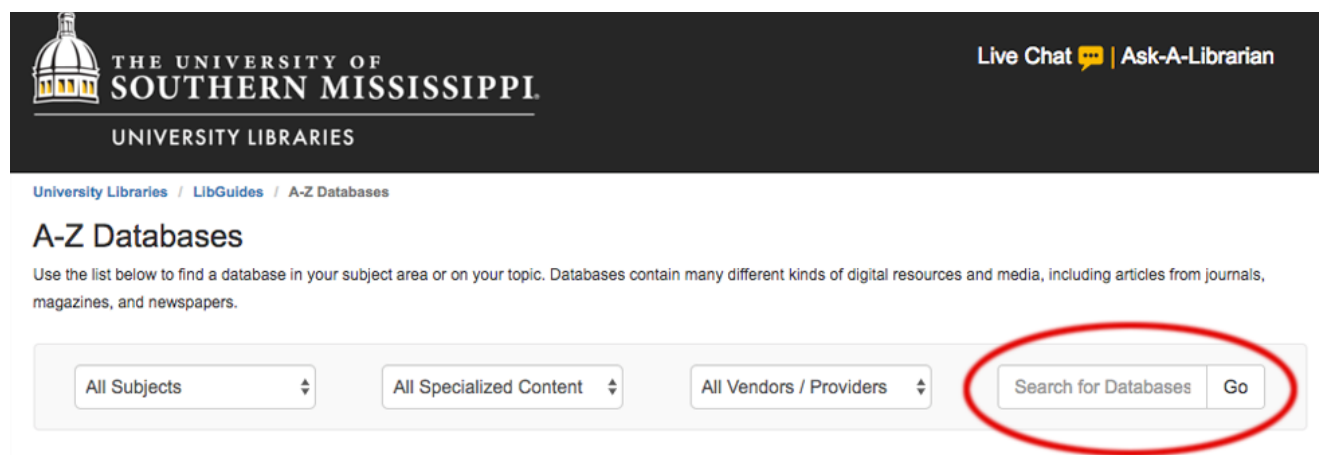 THE UNIVERSITY OF
SOUTHERN MISSISSIPPI.
UNIVERSITY LIBRARIES
Live Chat | Ask-A-Librarian
University Libraries / LibGuides / A-Z Databases
A-Z Databases
Use the list below to find a database in your subject area or on your topic. Databases contain many different kinds of digital resources and media, including articles from journals,
magazines, and newspapers.
All Subjects All Specialized Content All Vendors / Providers Search for Databases Go